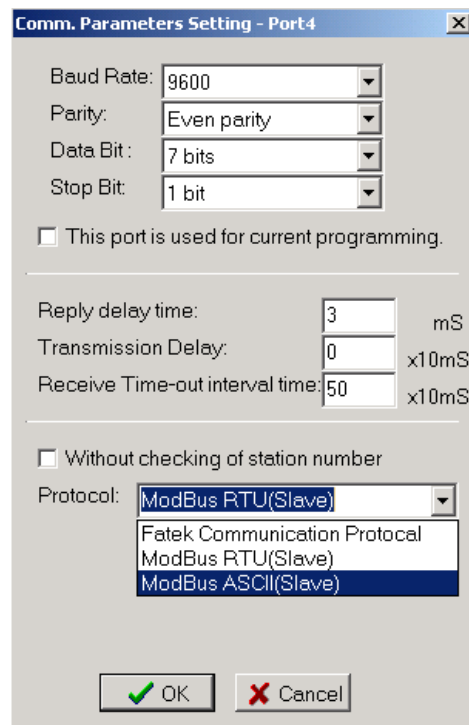 Comm. Parameters Setting - Port4
Baud Rate: 9600
Parity: Even parity
Data Bit : 7 bits
Stop Bit: 1 bit
This port is used for current programming.
Reply delay time: 3 mS
Transmission Delay: 0 x10mS
Receive Time-out interval time: 50 x10mS
Without checking of station number
Protocol: ModBus RTU(Slave)
Fatek Communication Protocal
ModBus RTU(Slave)
ModBus ASCII(Slave)
OK Cancel